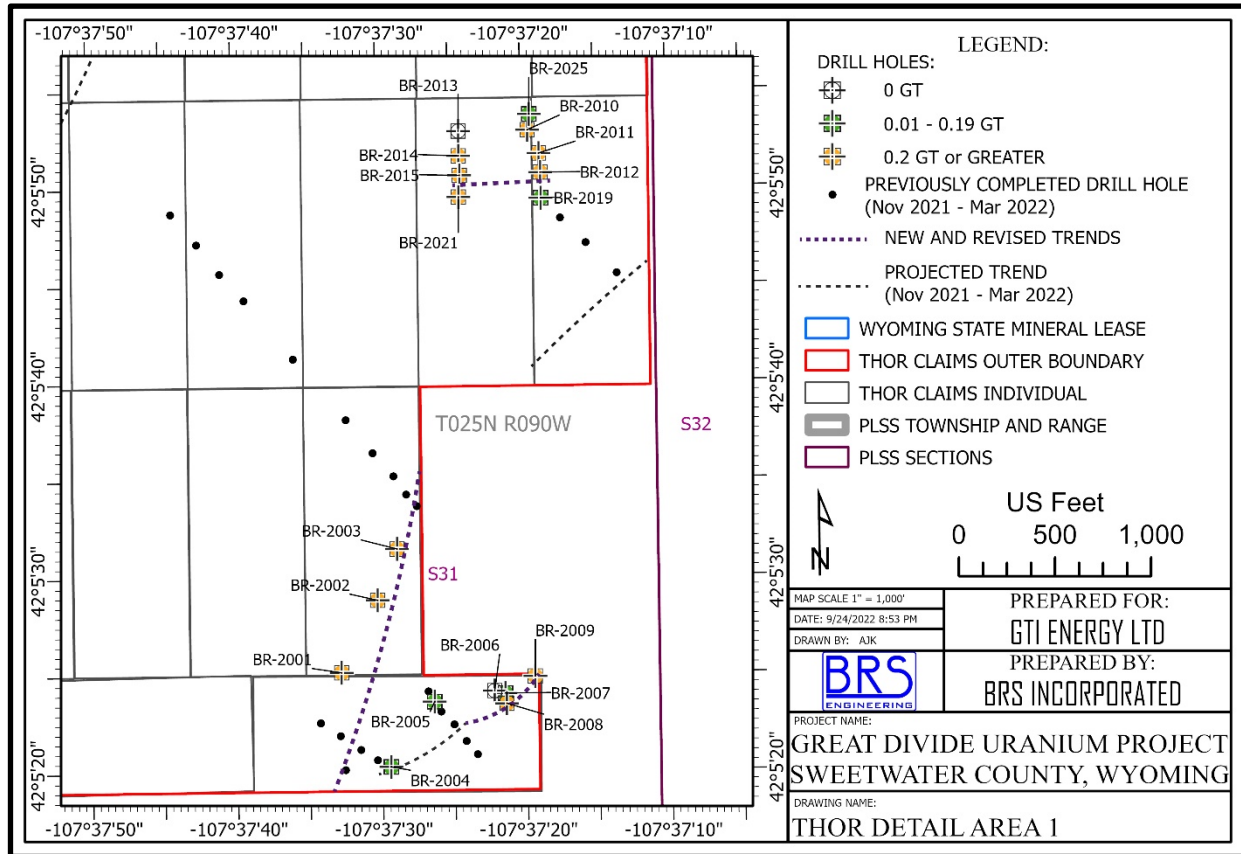 -107°37'50" -107°37'40" -107°37'30" -107°37'20" -107°37'10"
BR-2025
BR-2013
BR-2010
BR-2011
BR-2014
BR-2015
BR-2012
BR-2019
BR-2021
42°5'50"
42°5'50"
42°5'40"
42°5'40"
T025N R090W
S32
BR-2003
S31
BR-2002
42°5'30"
42°5'30"
BR-2009
BR-2006
BR-2001
BR-2007
BR-2005
BR-2008
BR-2004
42°5'20"
42°5'20"
-107°37'50" -107°37'40" -107°37'30" -107°37'20" -107°37'10"
LEGEND:
DRILL HOLES:
0 GT
0.01 - 0.19 GT
0.2 GT or GREATER
PREVIOUSLY COMPLETED DRILL HOLE
(Nov 2021 - Mar 2022)
NEW AND REVISED TRENDS
PROJECTED TREND
(Nov 2021 - Mar 2022)
WYOMING STATE MINERAL LEASE
THOR CLAIMS OUTER BOUNDARY
THOR CLAIMS INDIVIDUAL
PLSS TOWNSHIP AND RANGE
PLSS SECTIONS
N
US Feet
0 500 1,000
MAP SCALE 1" = 1,000'
DATE: 9/24/2022 8:53 PM
DRAWN BY: AJK
PREPARED FOR:
GTI ENERGY LTD
BRS
ENGINEERING
PREPARED BY:
BRS INCORPORATED
PROJECT NAME:
GREAT DIVIDE URANIUM PROJECT
SWEETWATER COUNTY, WYOMING
DRAWING NAME:
THOR DETAIL AREA 1